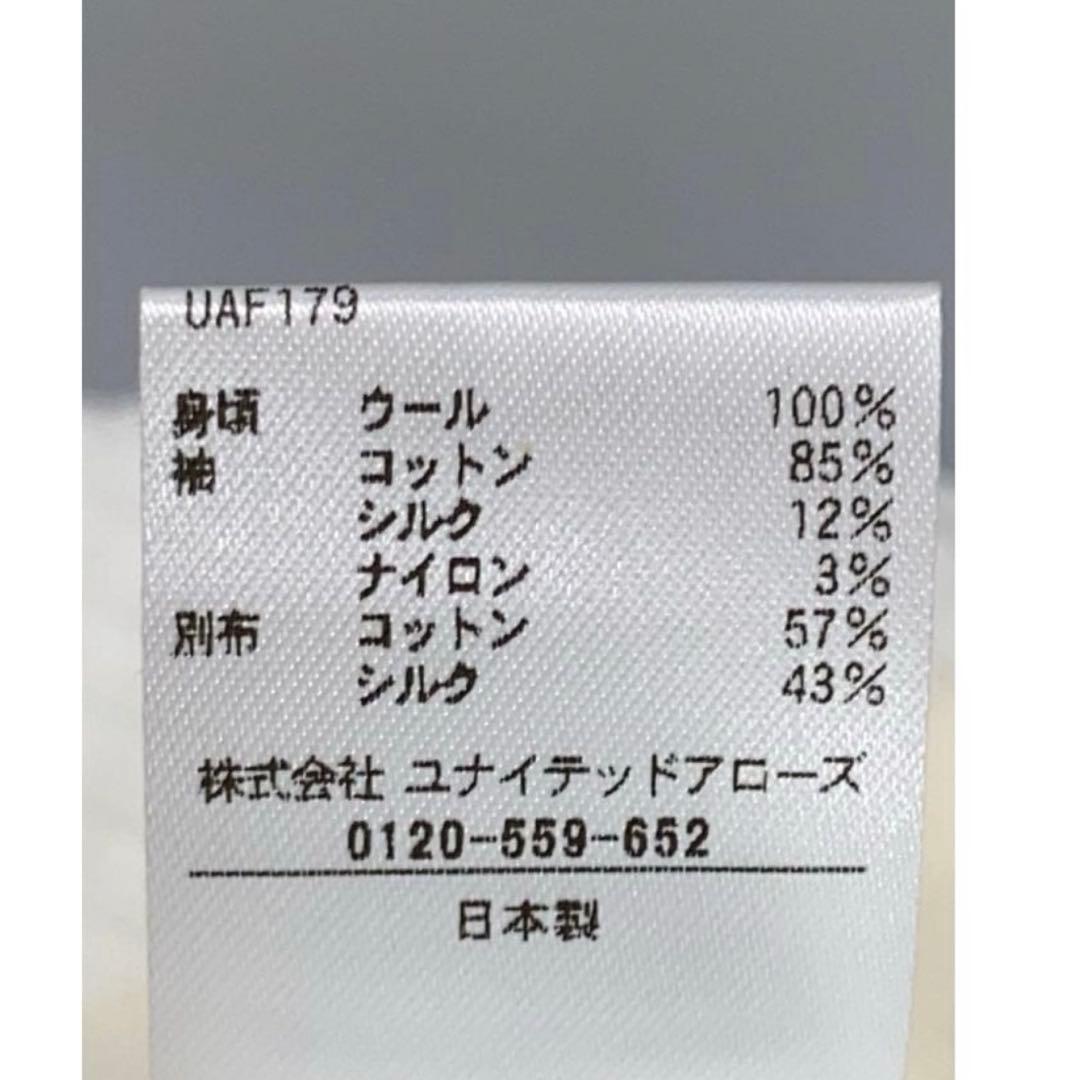 UAF179
身頃 ウール 100%
袖 コットン 85%
シルク 12%
ナイロン 3%
別布 コットン 57%
シルク 43%
株式会社 ユナイテッドアローズ
0120-559-652
日本製